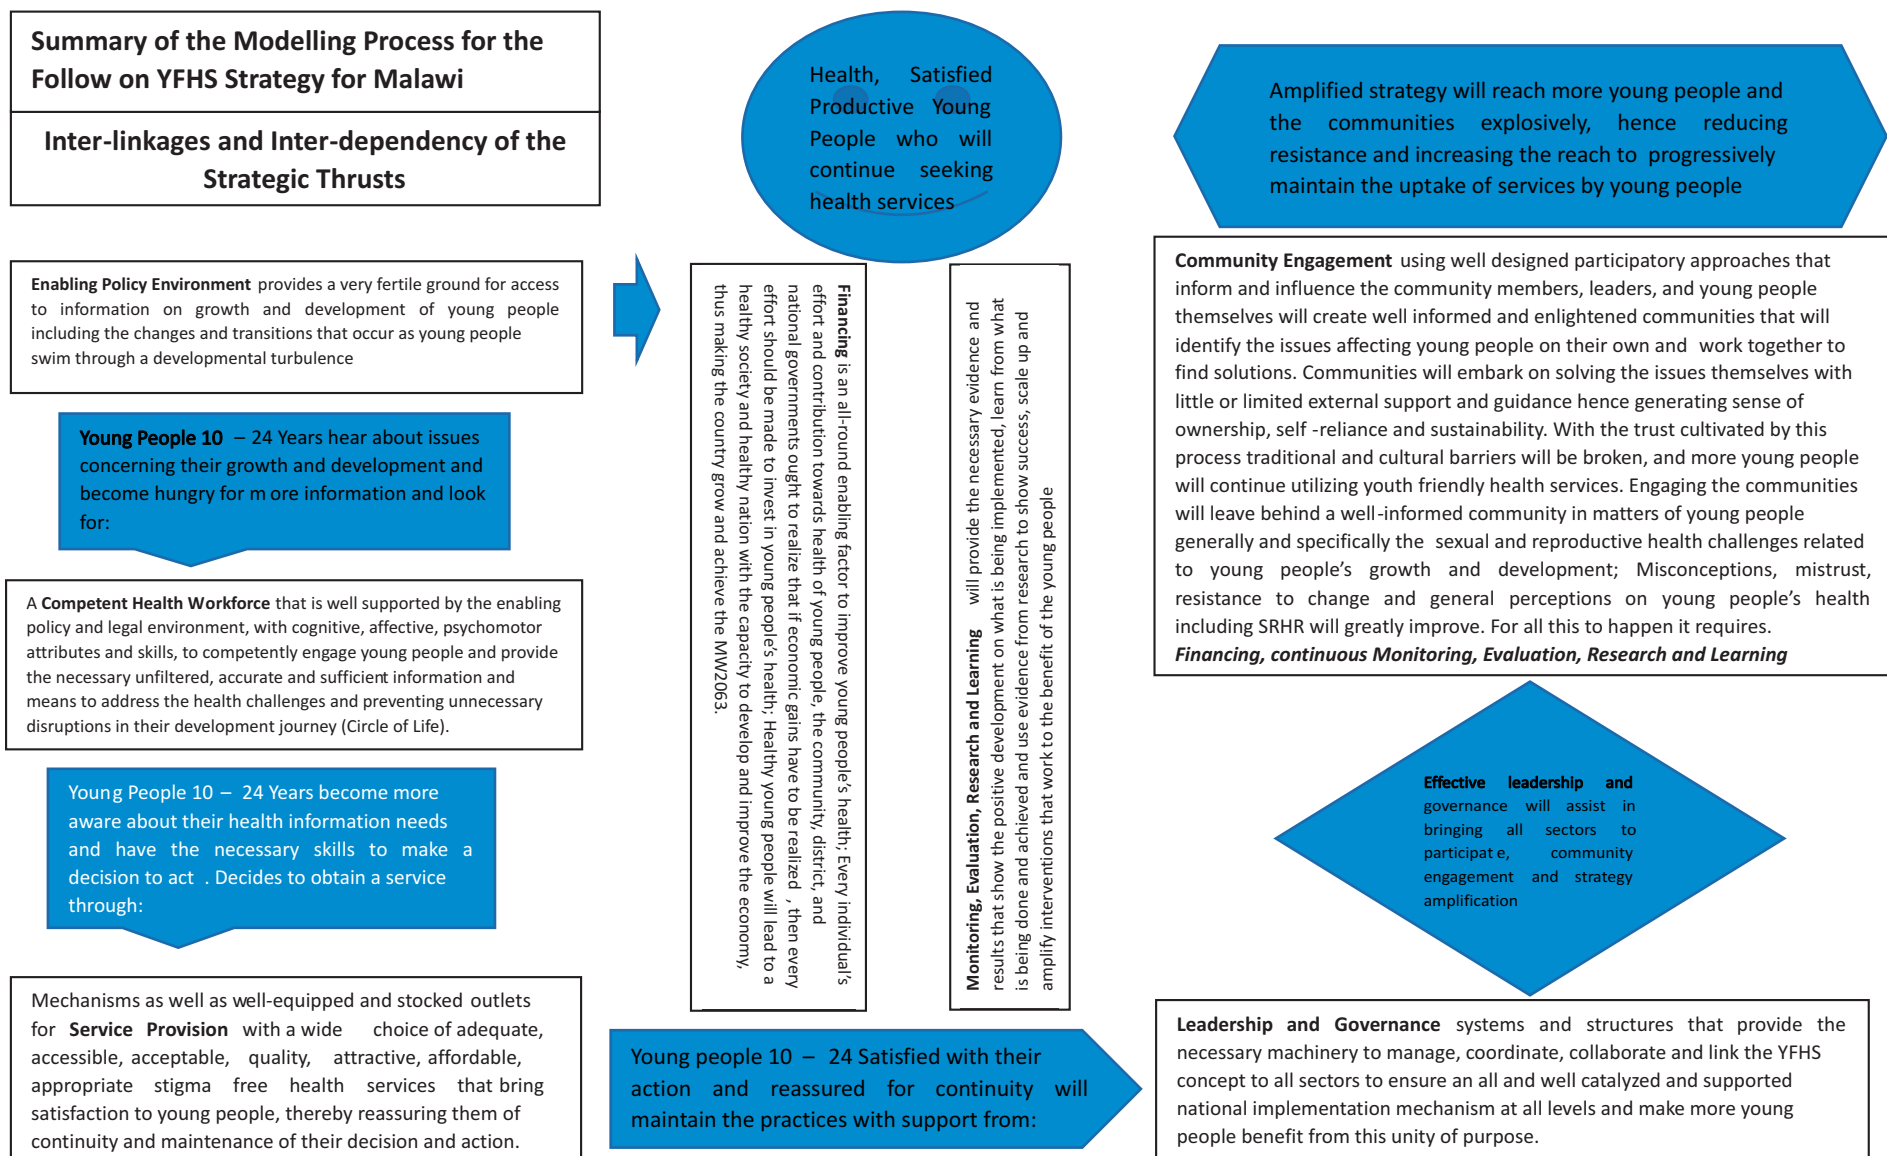 Summary of the Modelling Process for the
Follow on YFHS Strategy for Malawi
Inter-linkages and Inter-dependency of the
Strategic Thrusts
Enabling Policy Environment provides a very fertile ground for access
to information on growth and development of young people
including the changes and transitions that occur as young people
swim through a developmental turbulence
Young People 10 – 24 Years hear about issues
concerning their growth and development and
become hungry for m ore information and look
for:
A Competent Health Workforce that is well supported by the enabling
policy and legal environment, with cognitive, affective, psychomotor
attributes and skills, to competently engage young people and provide
the necessary unfiltered, accurate and sufficient information and
means to address the health challenges and preventing unnecessary
disruptions in their development journey (Circle of Life).
Young People 10 – 24 Years become more
aware about their health information needs
and have the necessary skills to make a
decision to act . Decides to obtain a service
through:
Mechanisms as well as well-equipped and stocked outlets
for Service Provision with a wide choice of adequate,
accessible, acceptable, quality, attractive, affordable,
appropriate stigma free health services that bring
satisfaction to young people, thereby reassuring them of
continuity and maintenance of their decision and action.
Health, Satisfied
Productive Young
People who will
continue seeking
health services
Financing is an all-round enabling factor to improve young people's health; Every individual's
effort and contribution towards health of young people, the community, district, and
national governments ought to realize that if economic gains have to be realized , then every
effort should be made to invest in young people's health; Healthy young people will lead to a
healthy society and healthy nation with the capacity to develop and improve the economy,
thus making the country grow and achieve the MW2063.
Monitoring, Evaluation, Research and Learning will provide the necessary evidence and
results that show the positive development on what is being implemented, learn from what
is being done and achieved and use evidence from research to show success, scale up and
amplify interventions that work to the benefit of the young people
Young people 10 – 24 Satisfied with their
action and reassured for continuity will
maintain the practices with support from:
Amplified strategy will reach more young people and
the communities explosively, hence reducing
resistance and increasing the reach to progressively
maintain the uptake of services by young people
Community Engagement using well designed participatory approaches that
inform and influence the community members, leaders, and young people
themselves will create well informed and enlightened communities that will
identify the issues affecting young people on their own and work together to
find solutions. Communities will embark on solving the issues themselves with
little or limited external support and guidance hence generating sense of
ownership, self -reliance and sustainability. With the trust cultivated by this
process traditional and cultural barriers will be broken, and more young people
will continue utilizing youth friendly health services. Engaging the communities
will leave behind a well-informed community in matters of young people
generally and specifically the sexual and reproductive health challenges related
to young people's growth and development; Misconceptions, mistrust,
resistance to change and general perceptions on young people's health
including SRHR will greatly improve. For all this to happen it requires.
Financing, continuous Monitoring, Evaluation, Research and Learning
Effective leadership and
governance will assist in
bringing all sectors to
participat e, community
engagement and strategy
amplification
Leadership and Governance systems and structures that provide the
necessary machinery to manage, coordinate, collaborate and link the YFHS
concept to all sectors to ensure an all and well catalyzed and supported
national implementation mechanism at all levels and make more young
people benefit from this unity of purpose.